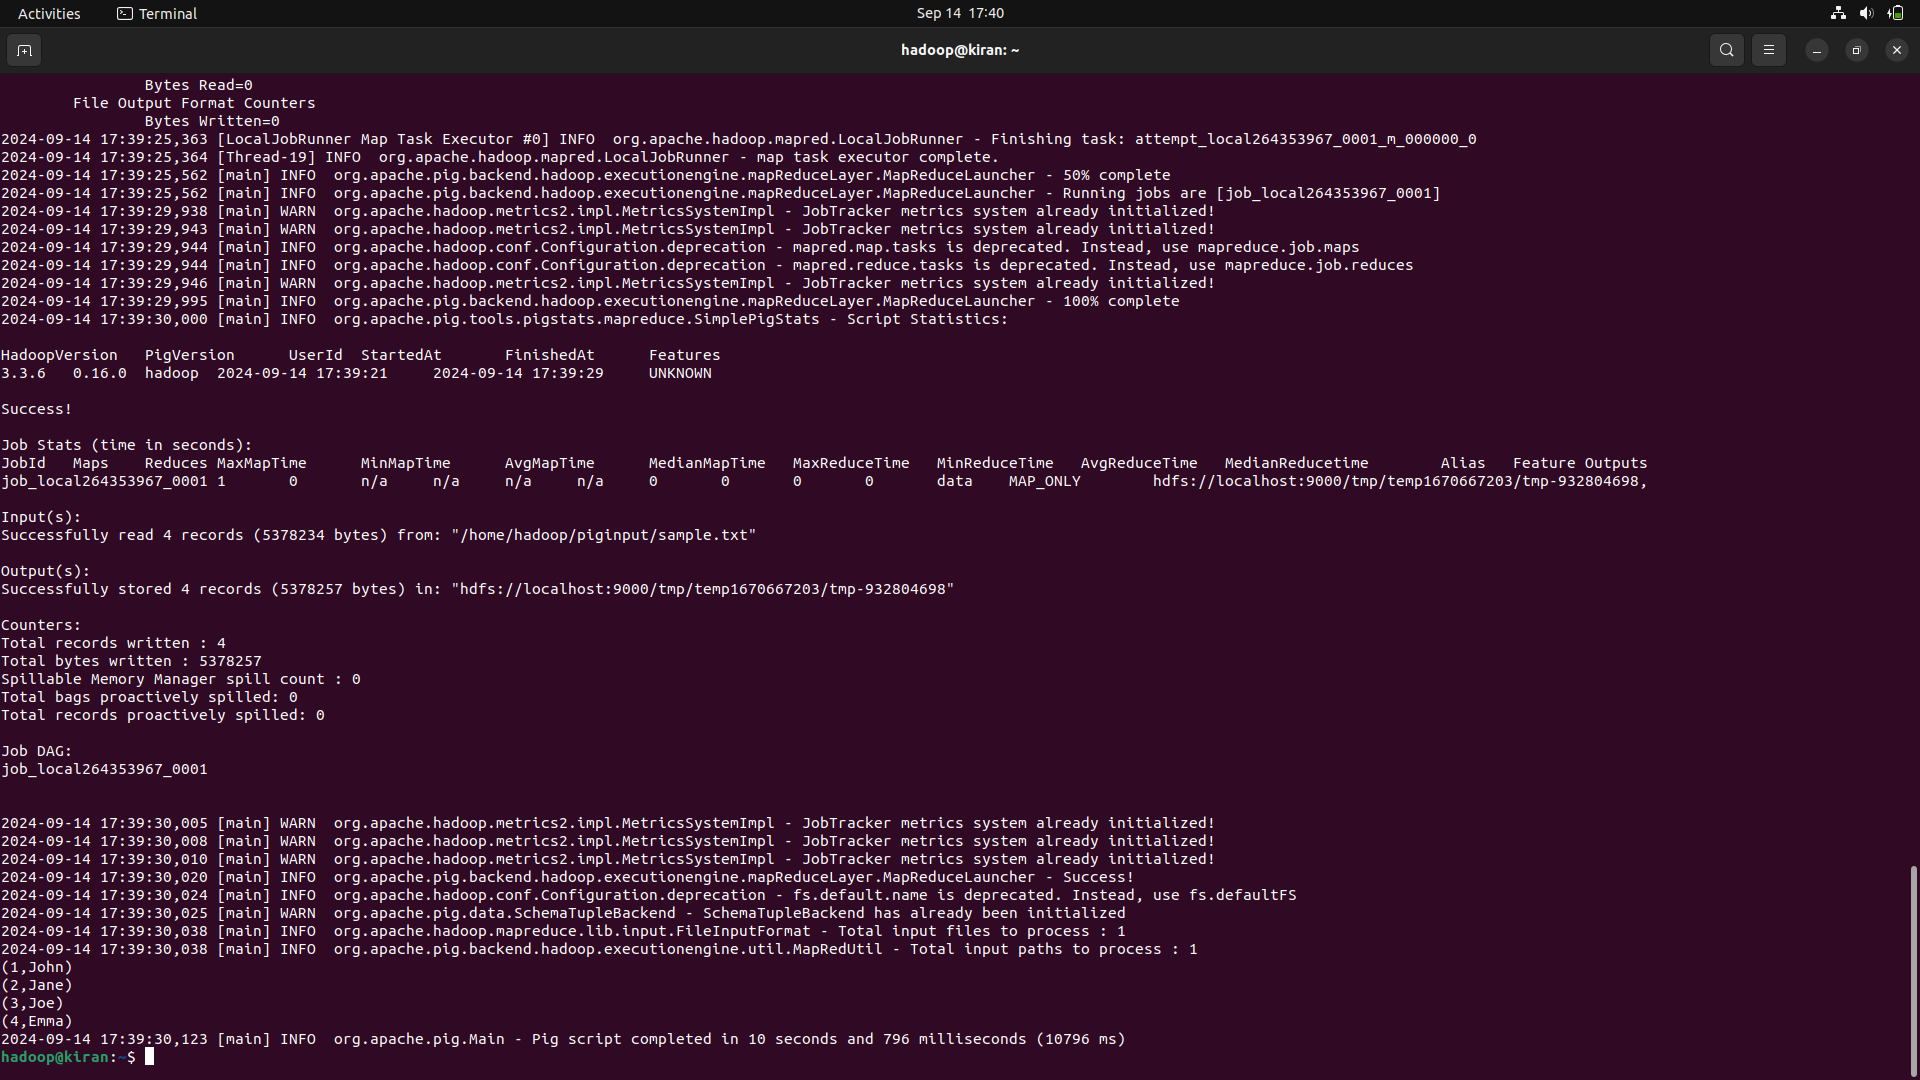 Activities
Terminal
Sep 14 17:40
hadoop@kiran: ~
Bytes Read=0
File Output Format Counters
Bytes Written=0
2024-09-14 17:39:25,363 [LocalJobRunner Map Task Executor #0] INFO  org.apache.hadoop.mapred.LocalJobRunner - Finishing task: attempt_local264353967_0001_m_000000_0
2024-09-14 17:39:25,364 [Thread-19] INFO  org.apache.hadoop.mapred.LocalJobRunner - map task executor complete.
2024-09-14 17:39:25,562 [main] INFO  org.apache.pig.backend.hadoop.executionengine.mapReduceLayer.MapReduceLauncher - 50% complete
2024-09-14 17:39:25,562 [main] INFO  org.apache.pig.backend.hadoop.executionengine.mapReduceLayer.MapReduceLauncher - Running jobs are [job_local264353967_0001]
2024-09-14 17:39:29,938 [main] WARN  org.apache.hadoop.metrics2.impl.MetricsSystemImpl - JobTracker metrics system already initialized!
2024-09-14 17:39:29,943 [main] WARN  org.apache.hadoop.metrics2.impl.MetricsSystemImpl - JobTracker metrics system already initialized!
2024-09-14 17:39:29,944 [main] INFO  org.apache.hadoop.conf.Configuration.deprecation - mapred.map.tasks is deprecated. Instead, use mapreduce.job.maps
2024-09-14 17:39:29,944 [main] INFO  org.apache.hadoop.conf.Configuration.deprecation - mapred.reduce.tasks is deprecated. Instead, use mapreduce.job.reduces
2024-09-14 17:39:29,946 [main] WARN  org.apache.hadoop.metrics2.impl.MetricsSystemImpl - JobTracker metrics system already initialized!
2024-09-14 17:39:29,995 [main] INFO  org.apache.pig.backend.hadoop.executionengine.mapReduceLayer.MapReduceLauncher - 100% complete
2024-09-14 17:39:30,000 [main] INFO  org.apache.pig.tools.pigstats.mapreduce.SimplePigStats - Script Statistics:
HadoopVersion   PigVersion      UserId  StartedAt       FinishedAt      Features
3.3.6   0.16.0  hadoop  2024-09-14 17:39:21     2024-09-14 17:39:29     UNKNOWN
Success!
Job Stats (time in seconds):
JobId   Maps    Reduces MaxMapTime      MinMapTime      AvgMapTime      MedianMapTime   MaxReduceTime   MinReduceTime   AvgReduceTime   MedianReducetime        Alias   Feature Outputs
job_local264353967_0001 1       0       n/a     n/a     n/a     n/a     0       0       0       0       data    MAP_ONLY        hdfs://localhost:9000/tmp/temp1670667203/tmp-932804698,
Input(s):
Successfully read 4 records (5378234 bytes) from: "/home/hadoop/piginput/sample.txt"
Output(s):
Successfully stored 4 records (5378257 bytes) in: "hdfs://localhost:9000/tmp/temp1670667203/tmp-932804698"
Counters:
Total records written : 4
Total bytes written : 5378257
Spillable Memory Manager spill count : 0
Total bags proactively spilled: 0
Total records proactively spilled: 0
Job DAG:
job_local264353967_0001
2024-09-14 17:39:30,005 [main] WARN  org.apache.hadoop.metrics2.impl.MetricsSystemImpl - JobTracker metrics system already initialized!
2024-09-14 17:39:30,008 [main] WARN  org.apache.hadoop.metrics2.impl.MetricsSystemImpl - JobTracker metrics system already initialized!
2024-09-14 17:39:30,010 [main] WARN  org.apache.hadoop.metrics2.impl.MetricsSystemImpl - JobTracker metrics system already initialized!
2024-09-14 17:39:30,020 [main] INFO  org.apache.pig.backend.hadoop.executionengine.mapReduceLayer.MapReduceLauncher - Success!
2024-09-14 17:39:30,024 [main] INFO  org.apache.hadoop.conf.Configuration.deprecation - fs.default.name is deprecated. Instead, use fs.defaultFS
2024-09-14 17:39:30,025 [main] WARN  org.apache.pig.data.SchemaTupleBackend - SchemaTupleBackend has already been initialized
2024-09-14 17:39:30,038 [main] INFO  org.apache.hadoop.mapreduce.lib.input.FileInputFormat - Total input files to process : 1
2024-09-14 17:39:30,038 [main] INFO  org.apache.pig.backend.hadoop.executionengine.util.MapRedUtil - Total input paths to process : 1
(1,John)
(2,Jane)
(3,Joe)
(4,Emma)
2024-09-14 17:39:30,123 [main] INFO  org.apache.pig.Main - Pig script completed in 10 seconds and 796 milliseconds (10796 ms)
hadoop@kiran:~$